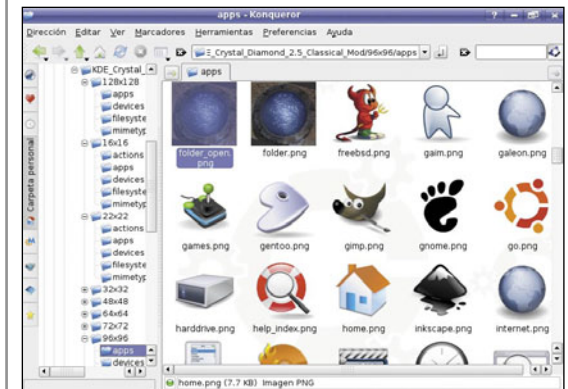 apps - Konqueror
Dirección Editar Ver Marcadores Herramientas Preferencias Ayuda
E_Crystal_Diamond_2.5_Classical_Mod/96x96/apps
apps
Carpeta personal
KDE_Crystal_
128x128
apps
devices
filesyste
mimetyp
16x16
actions
apps
devices
filesyste
mimetyp
22x22
actions
apps
devices
filesyste
mimetyp
32x32
48x48
64x64
72x72
96x96
apps
devices
folder_open.
png
folder.png
freebsd.png
gaim.png
galeon.png
games.png
gentoo.png
gimp.png
gnome.png
go.png
harddrive.png
help_index.png
home.png
inkscape.png
internet.png
home.png (7.7 KB) Imagen PNG